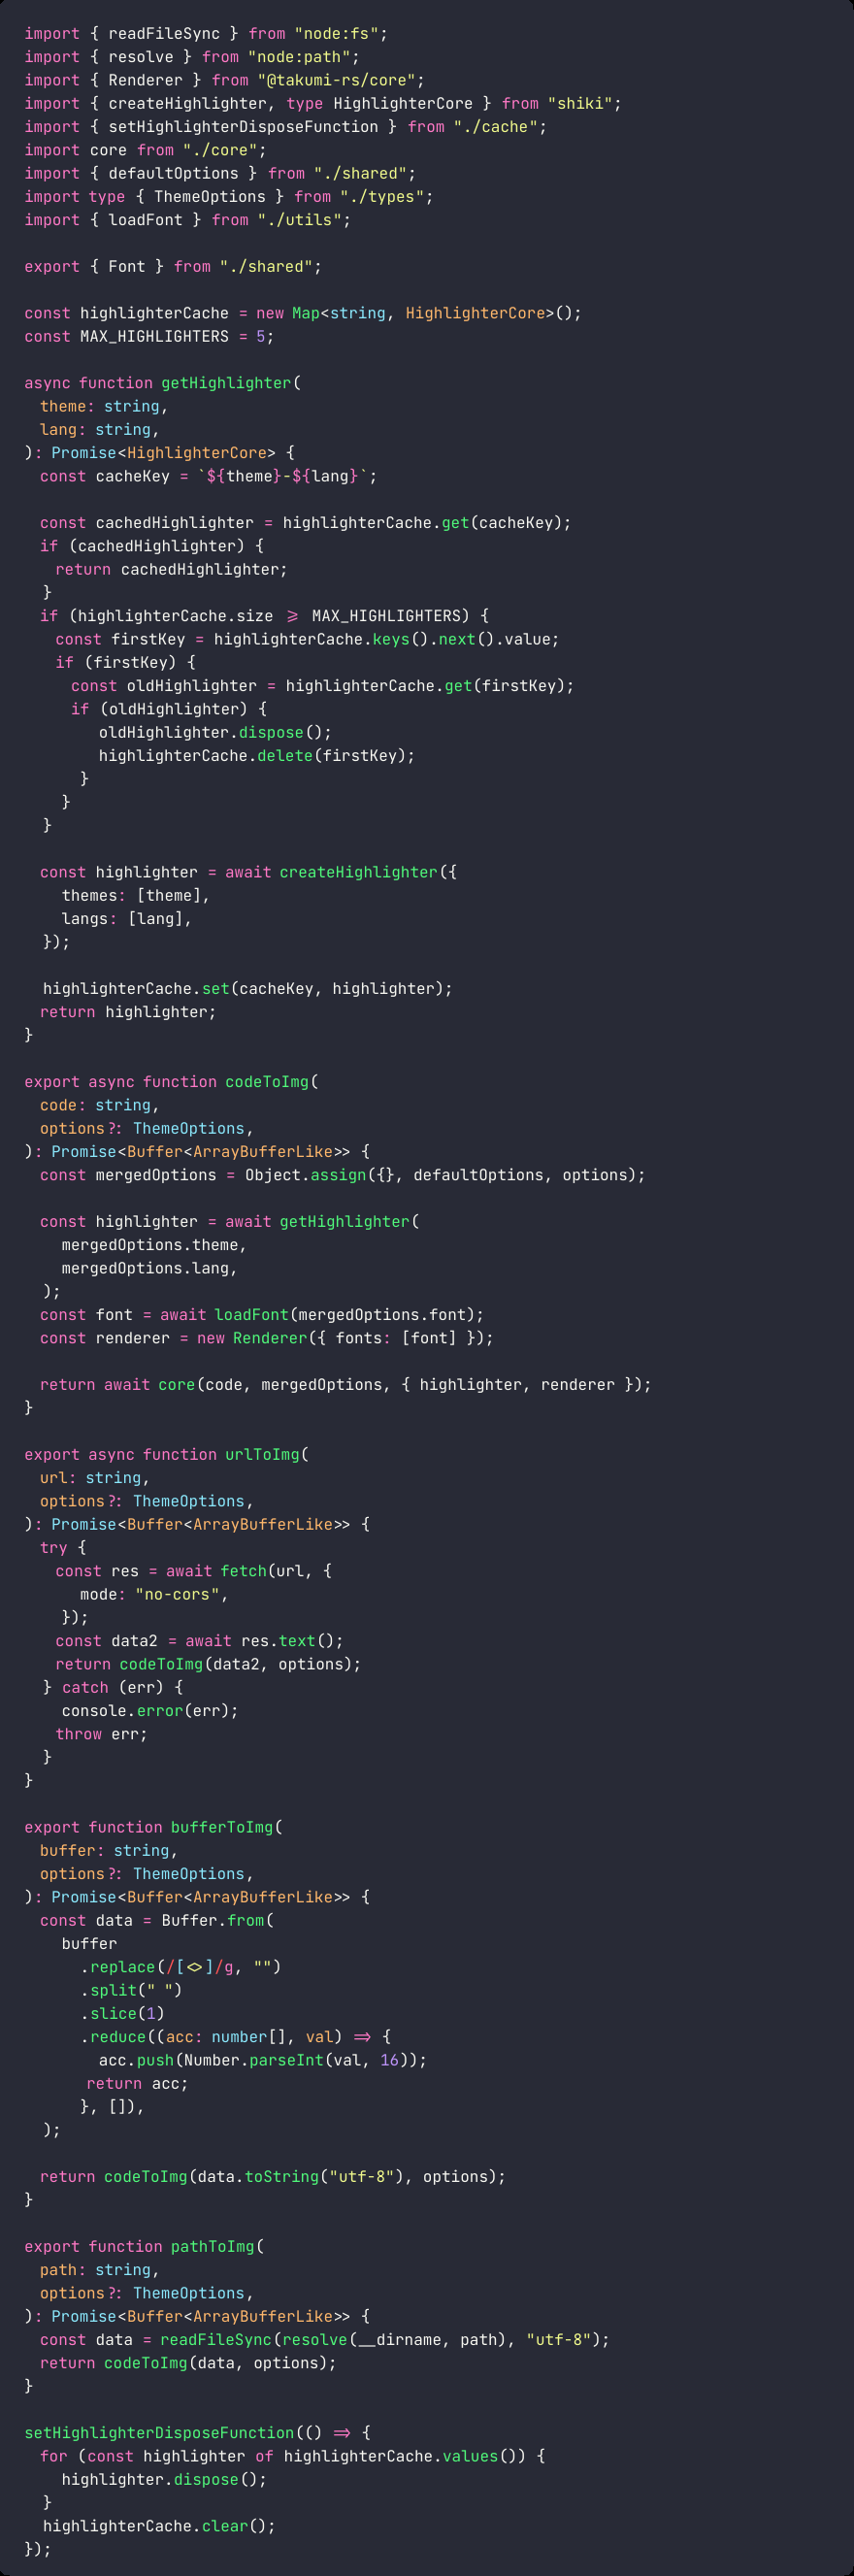 import { readFileSync } from "node:fs";
import { resolve } from "node:path";
import { Renderer } from "@takumi-rs/core";
import { createHighlighter, type HighlighterCore } from "shiki";
import { setHighlighterDisposeFunction } from "./cache";
import core from "./core";
import { defaultOptions } from "./shared";
import type { ThemeOptions } from "./types";
import { loadFont } from "./utils";

export { Font } from "./shared";

const highlighterCache = new Map<string, HighlighterCore>();
const MAX_HIGHLIGHTERS = 5;

async function getHighlighter(
  theme: string,
  lang: string,
): Promise<HighlighterCore> {
  const cacheKey = `${theme}-${lang}`;

  const cachedHighlighter = highlighterCache.get(cacheKey);
  if (cachedHighlighter) {
    return cachedHighlighter;
  }
  if (highlighterCache.size >= MAX_HIGHLIGHTERS) {
    const firstKey = highlighterCache.keys().next().value;
    if (firstKey) {
      const oldHighlighter = highlighterCache.get(firstKey);
      if (oldHighlighter) {
        oldHighlighter.dispose();
        highlighterCache.delete(firstKey);
      }
    }
  }

  const highlighter = await createHighlighter({
    themes: [theme],
    langs: [lang],
  });

  highlighterCache.set(cacheKey, highlighter);
  return highlighter;
}

export async function codeToImg(
  code: string,
  options?: ThemeOptions,
): Promise<Buffer<ArrayBufferLike>> {
  const mergedOptions = Object.assign({}, defaultOptions, options);

  const highlighter = await getHighlighter(
    mergedOptions.theme,
    mergedOptions.lang,
  );
  const font = await loadFont(mergedOptions.font);
  const renderer = new Renderer({ fonts: [font] });

  return await core(code, mergedOptions, { highlighter, renderer });
}

export async function urlToImg(
  url: string,
  options?: ThemeOptions,
): Promise<Buffer<ArrayBufferLike>> {
  try {
    const res = await fetch(url, {
      mode: "no-cors",
    });
    const data2 = await res.text();
    return codeToImg(data2, options);
  } catch (err) {
    console.error(err);
    throw err;
  }
}

export function bufferToImg(
  buffer: string,
  options?: ThemeOptions,
): Promise<Buffer<ArrayBufferLike>> {
  const data = Buffer.from(
    buffer
      .replace(/[<>]/g, "")
      .split(" ")
      .slice(1)
      .reduce((acc: number[], val) => {
        acc.push(Number.parseInt(val, 16));
        return acc;
      }, []),
  );

  return codeToImg(data.toString("utf-8"), options);
}

export function pathToImg(
  path: string,
  options?: ThemeOptions,
): Promise<Buffer<ArrayBufferLike>> {
  const data = readFileSync(resolve(__dirname, path), "utf-8");
  return codeToImg(data, options);
}

setHighlighterDisposeFunction(() => {
  for (const highlighter of highlighterCache.values()) {
    highlighter.dispose();
  }
  highlighterCache.clear();
});